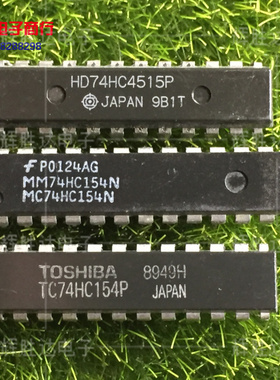 HD74HC4515P
JAPAN 9B1T
P0124AG
MM74HC154N
MC74HC154N
TOSHIBA 8949H
TC74HC154P
JAPAN